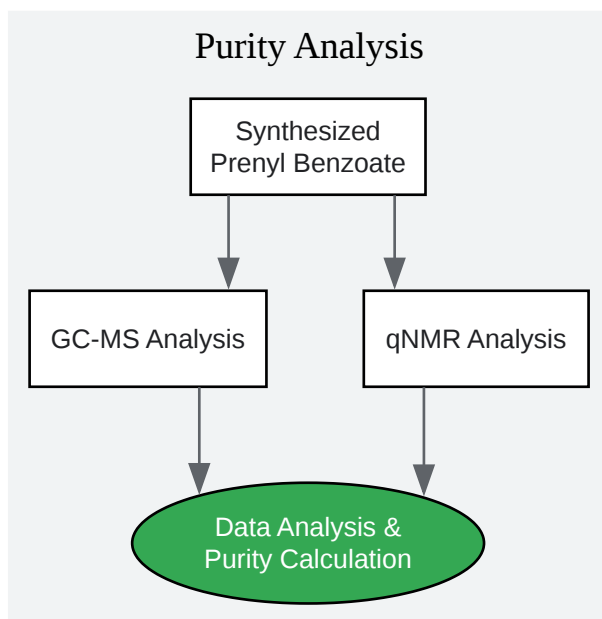 Purity Analysis
Synthesized
Prenyl Benzoate
GC-MS Analysis
qNMR Analysis
Data Analysis &
Purity Calculation